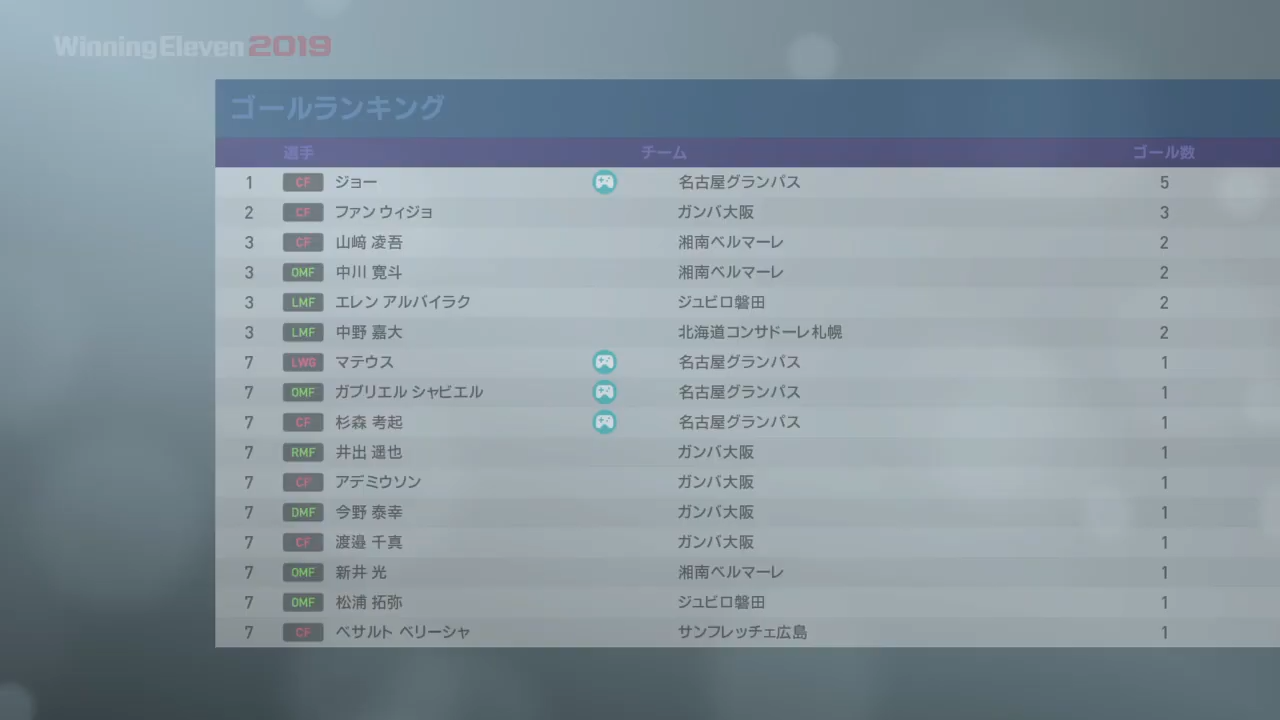 Winning Eleven 2019
ゴールランキング
選手 チーム ゴール数
1 CF ジョー 名古屋グランパス 5
2 CF ファン ウィジョ ガンバ大阪 3
3 CF 山﨑 凌吾 湘南ベルマーレ 2
3 OMF 中川 寛斗 湘南ベルマーレ 2
3 LMF エレン アルバイラク ジュビロ磐田 2
3 LMF 中野 嘉大 北海道コンサドーレ札幌 2
7 LWG マテウス 名古屋グランパス 1
7 OMF ガブリエル シャビエル 名古屋グランパス 1
7 CF 杉森 考起 名古屋グランパス 1
7 RMF 井出 遥也 ガンバ大阪 1
7 CF アデミウソン ガンバ大阪 1
7 DMF 今野 泰幸 ガンバ大阪 1
7 CF 渡邉 千真 ガンバ大阪 1
7 OMF 新井 光 湘南ベルマーレ 1
7 OMF 松浦 拓弥 ジュビロ磐田 1
7 CF ベサルト ベリーシャ サンフレッチェ広島 1